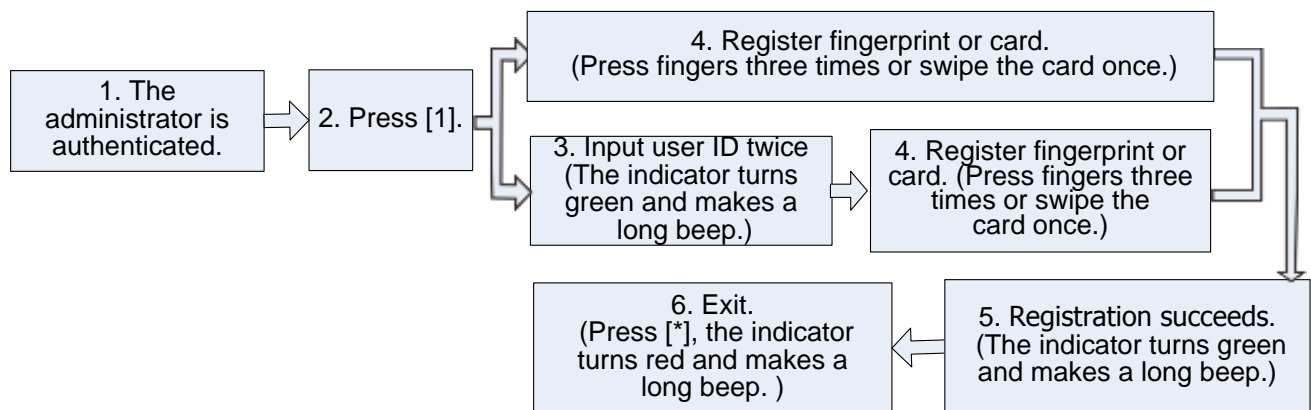 1. The
administrator is
authenticated.
2. Press [1].
4. Register fingerprint or card.
(Press fingers three times or swipe the card once.)
3. Input user ID twice
(The indicator turns
green and makes a
long beep.)
4. Register fingerprint or
card. (Press fingers three
times or swipe the
card once.)
5. Registration succeeds.
(The indicator turns green
and makes a long beep.)
6. Exit.
(Press [*], the indicator
turns red and makes a
long beep. )